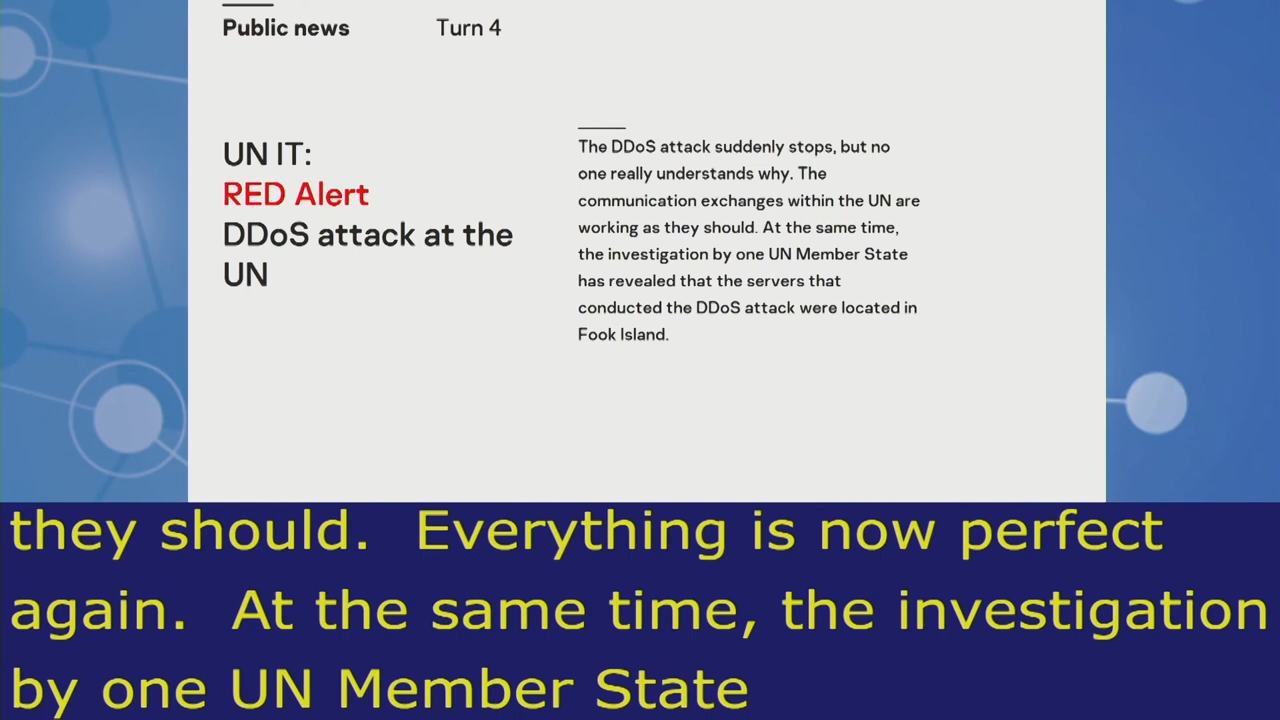 Public news
Turn 4
UN IT:
RED Alert
DDoS attack at the
UN
The DDoS attack suddenly stops, but no
one really understands why. The
communication exchanges within the UN are
working as they should. At the same time,
the investigation by one UN Member State
has revealed that the servers that
conducted the DDoS attack were located in
Fook Island.
they should.  Everything is now perfect
again.  At the same time, the investigation
by one UN Member State